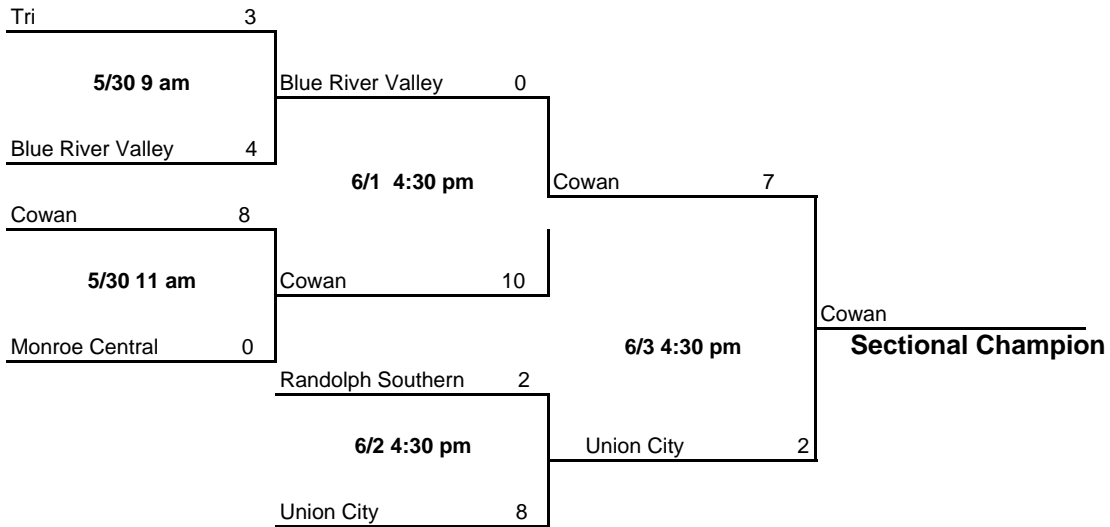 Tri 3
5/30 9 am
Blue River Valley 0
Blue River Valley 4
6/1 4:30 pm
Cowan 7
Cowan 8
5/30 11 am
Cowan 10
Cowan
Monroe Central 0
6/3 4:30 pm
Sectional Champion
Randolph Southern 2
6/2 4:30 pm
Union City 2
Union City 8